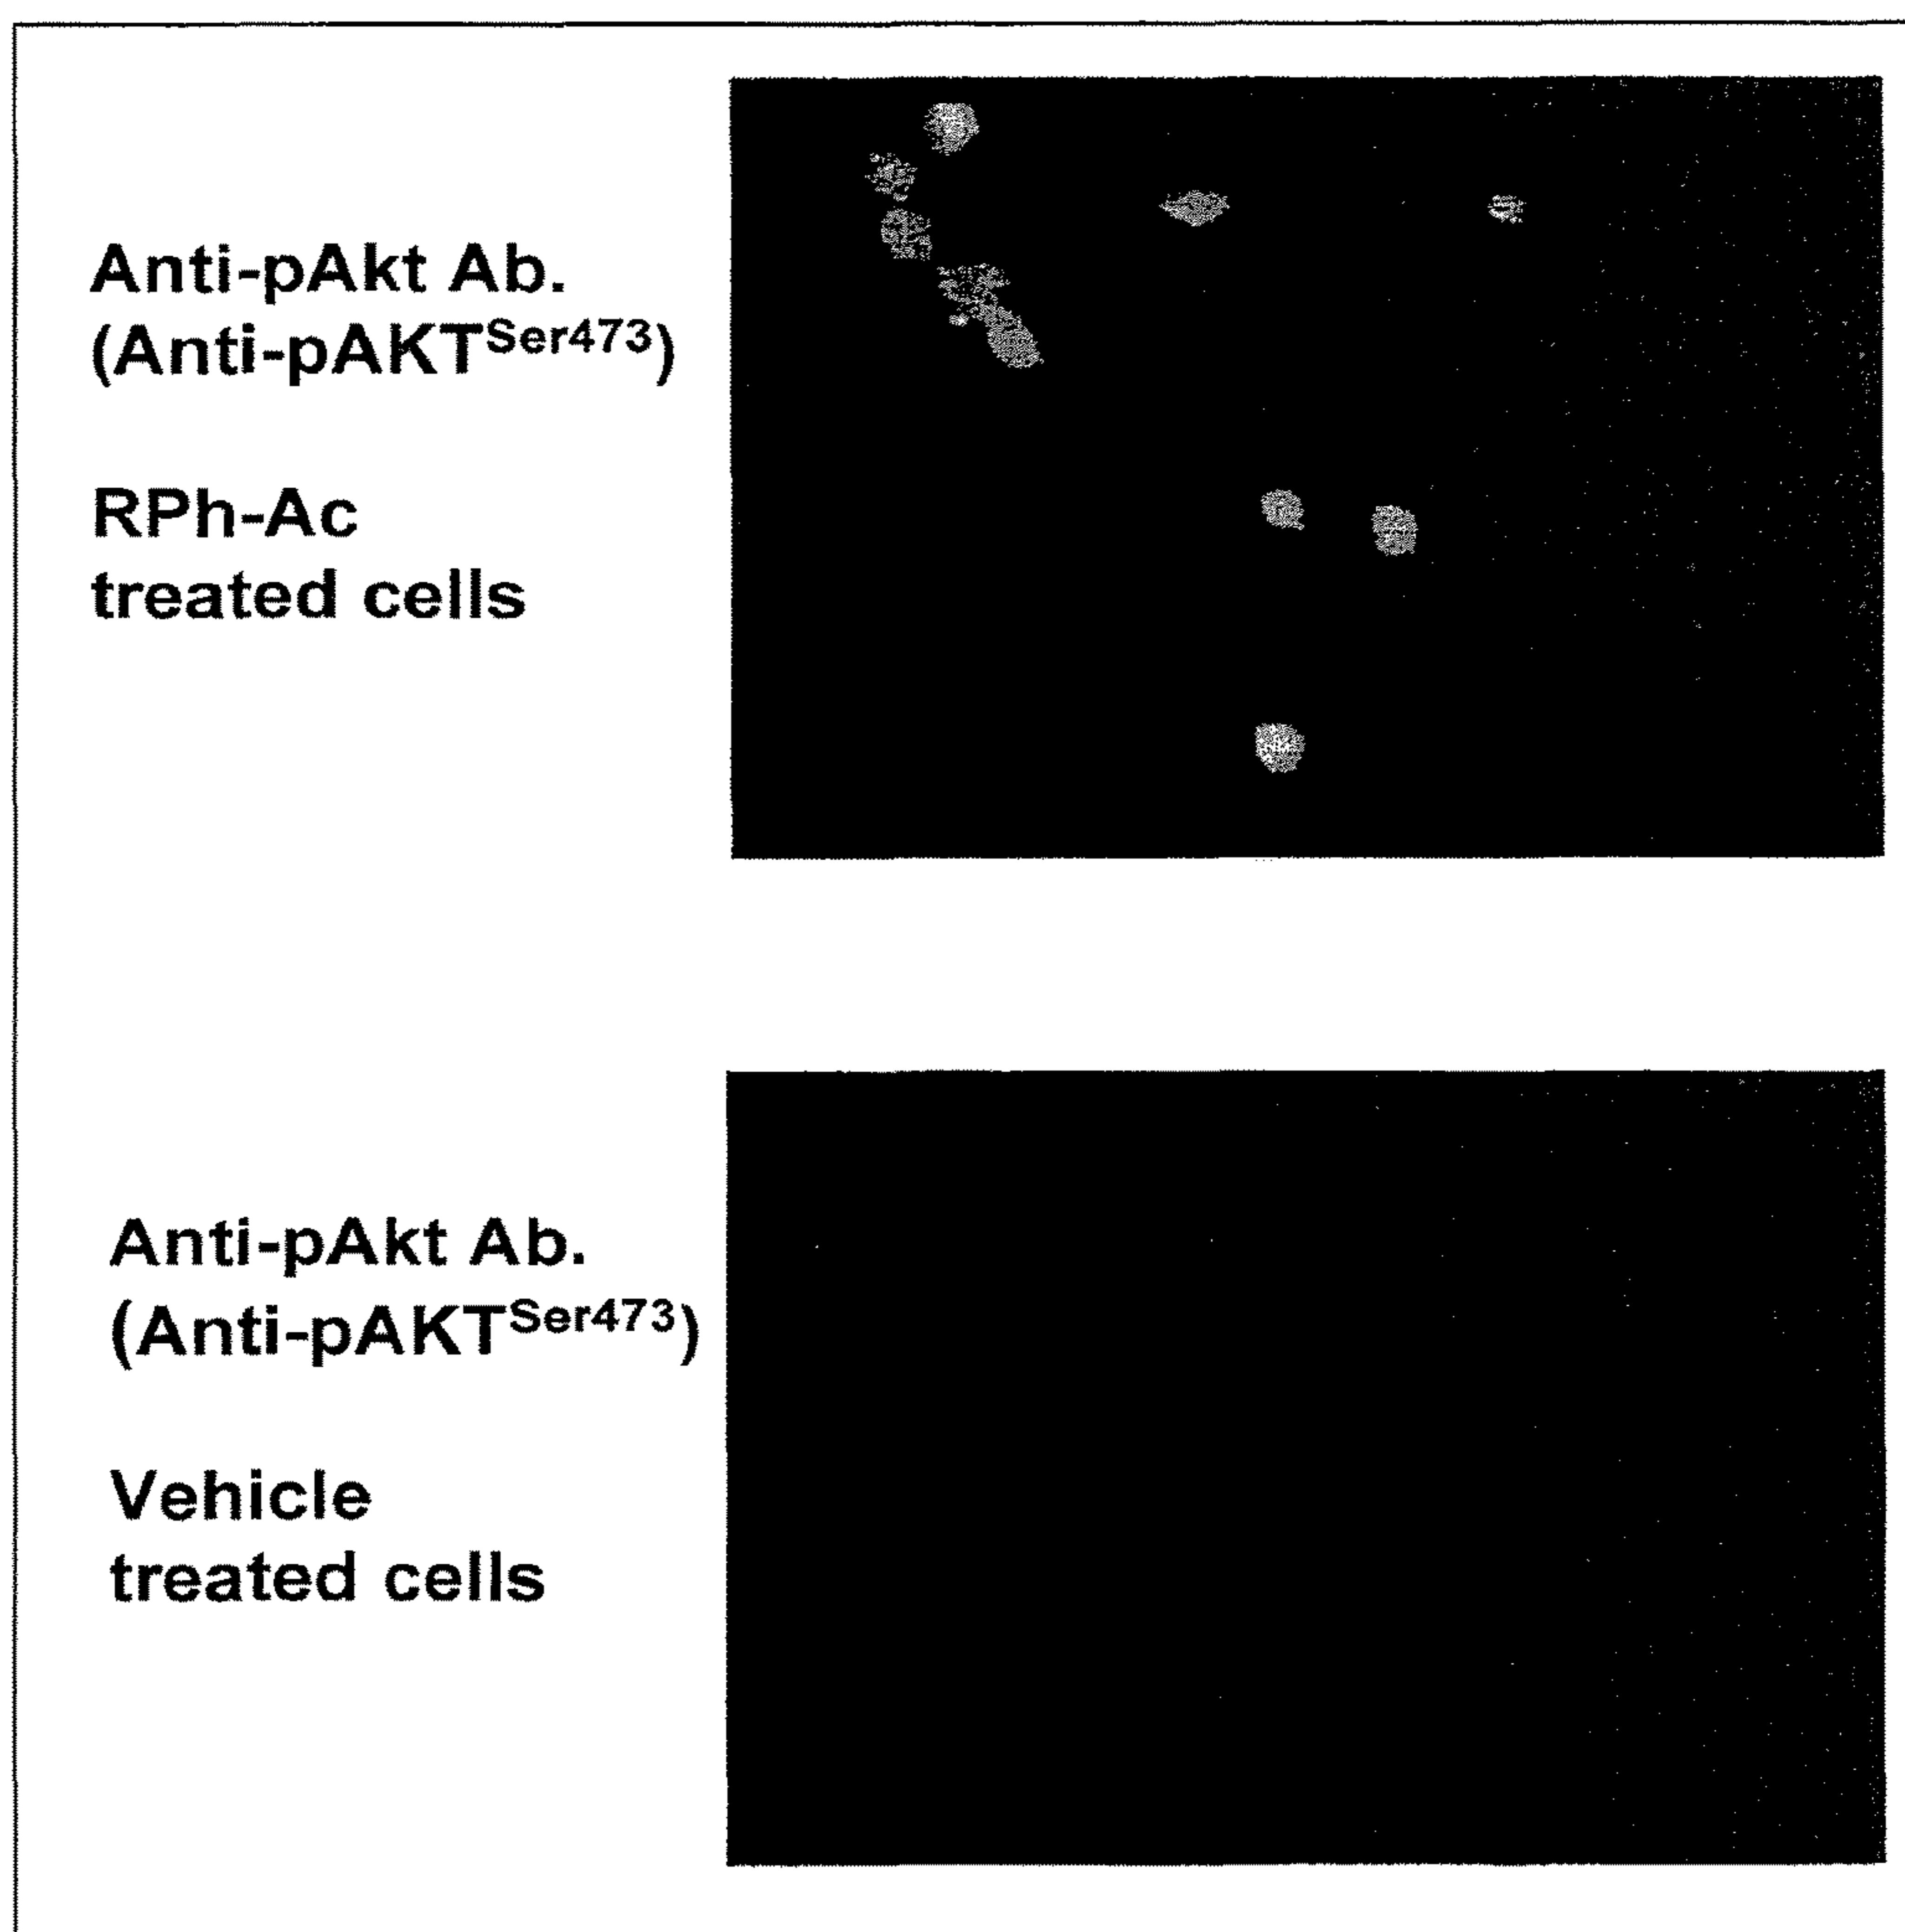 Anti-pAkt Ab.
(Anti-pAKTSer473)
RPh-Ac
treated cells
Anti-pAkt Ab.
(Anti-pAKTSer473)
Vehicle
treated cells